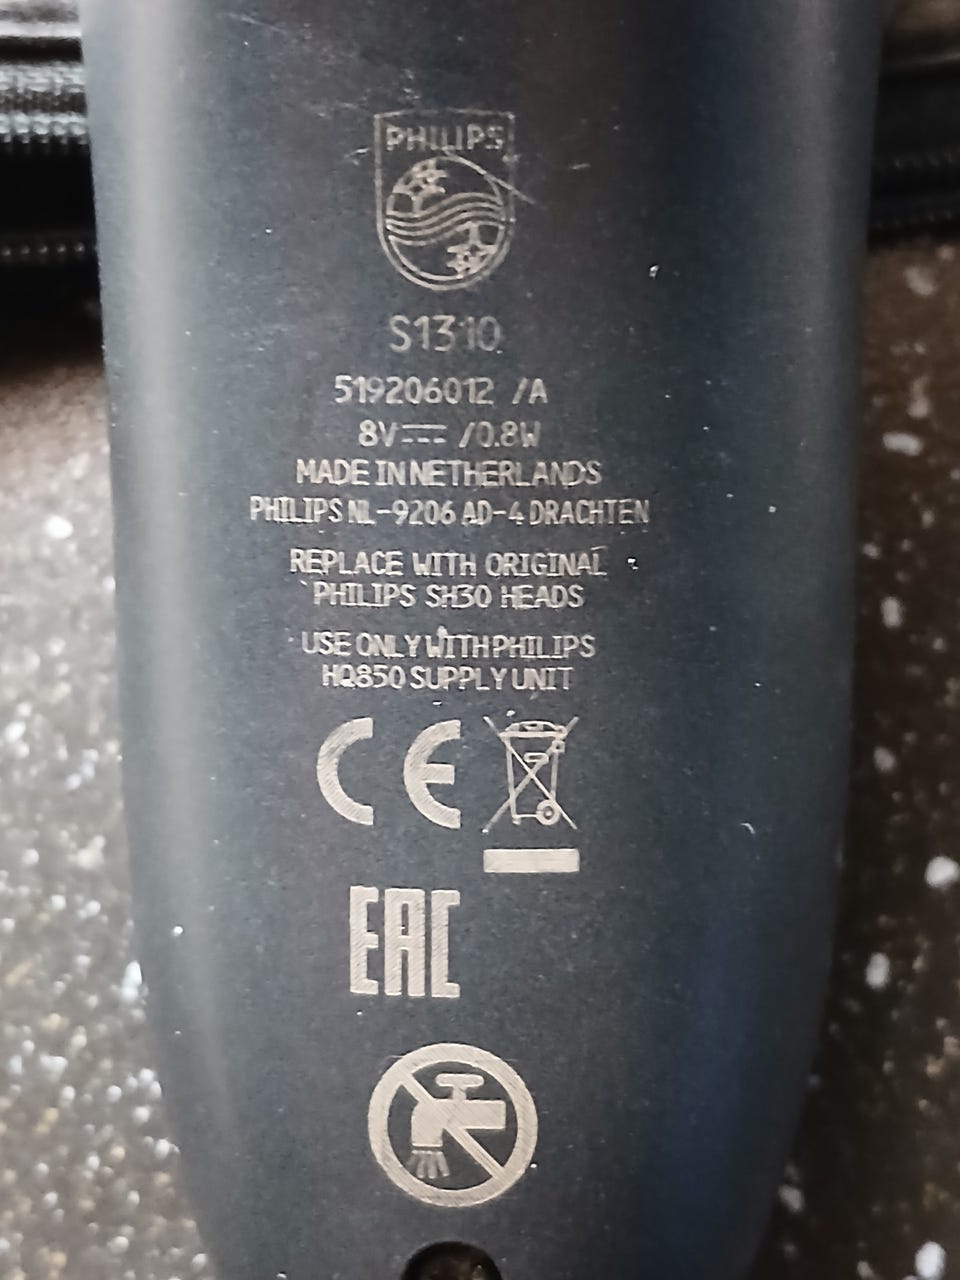 PHILIPS
S1310
519206012 /A
8V⎓ /0.8W
MADE IN NETHERLANDS
PHILIPS NL-9206 AD-4 DRACHTEN
REPLACE WITH ORIGINAL
PHILIPS SH30 HEADS
USE ONLY WITH PHILIPS
HQ850 SUPPLY UNIT
CE
EAC